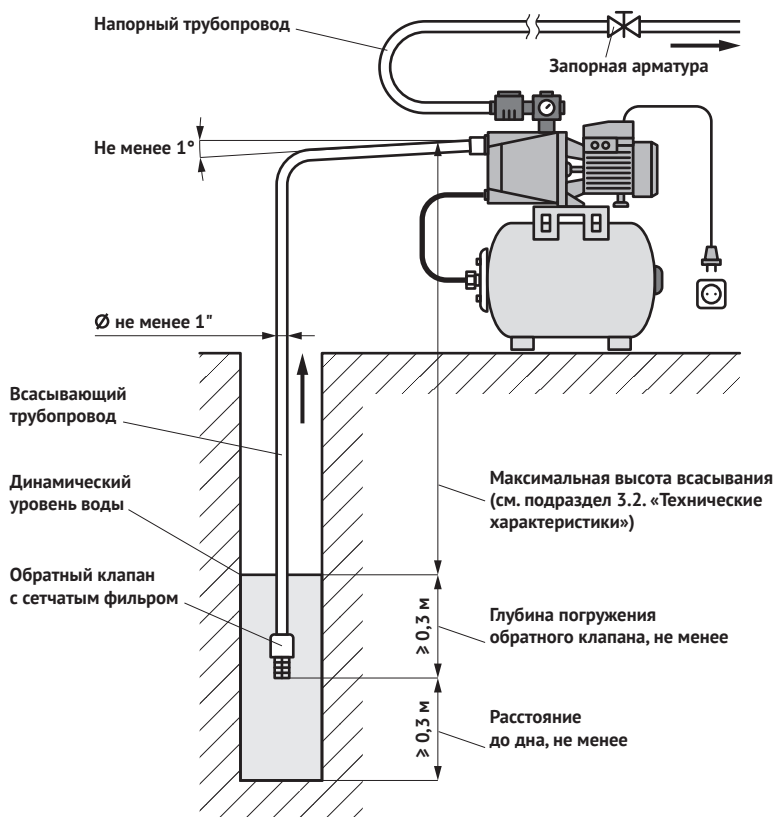 Напорный трубопровод
Запорная арматура
Не менее 1°
Ø не менее 1"
Всасывающий
трубопровод
Динамический
уровень воды
Обратный клапан
с сетчатым фильром
Максимальная высота всасывания
(см. подраздел 3.2. «Технические
характеристики»)
⩾ 0,3 м
Глубина погружения
обратного клапана, не менее
⩾ 0,3 м
Расстояние
до дна, не менее